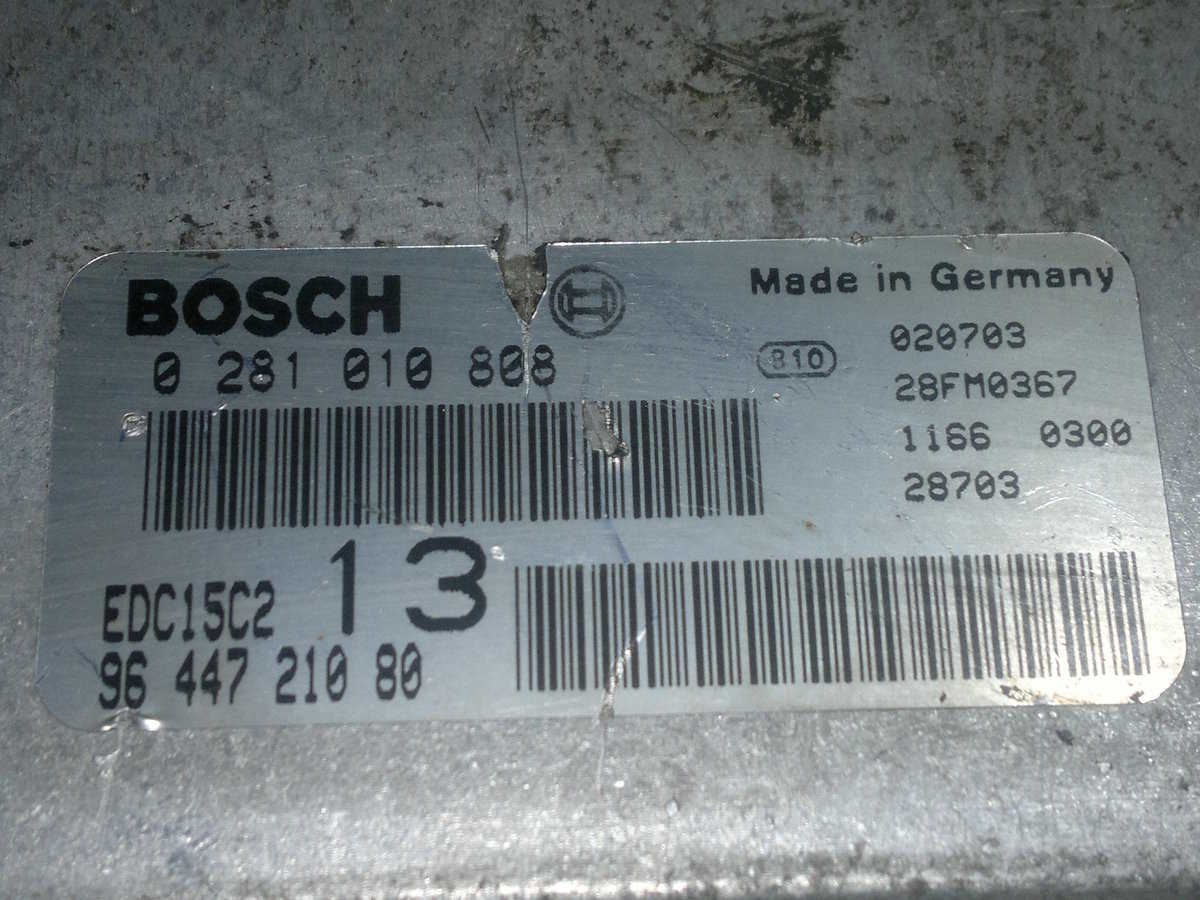 BOSCH
Made in Germany
0 281 010 808
810
020703
28FM0367
1166 0300
28703
13
EDC15C2
96 447 210 80